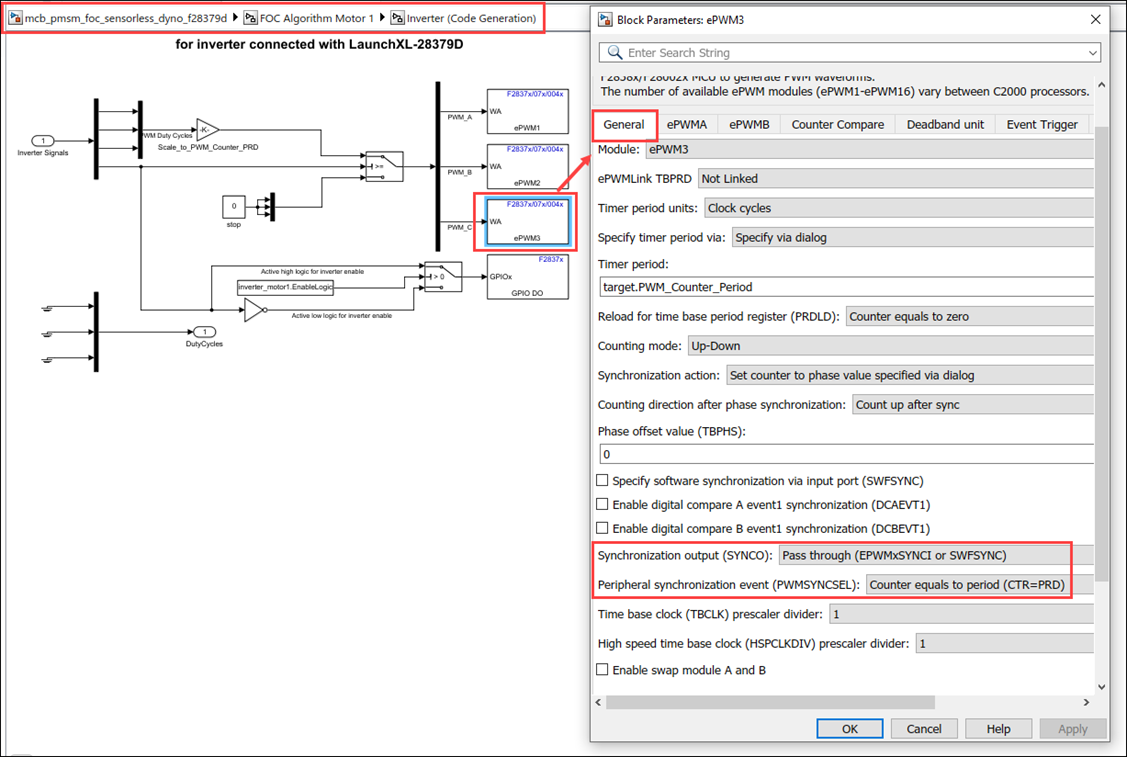 mcb_pmsm_foc_sensorless_dyno_f28379d FOC Algorithm Motor 1 Inverter (Code Generation)
for inverter connected with LaunchXL-28379D
1
Inverter Signals
WM Duty Cycles
-K-
Scale_to_PWM_Counter_PRD
>=
0
stop
PWM_A
F2837x/07x/004x
WA
ePWM1
PWM_B
F2837x/07x/004x
WA
ePWM2
PWM_C
F2837x/07x/004x
WA
ePWM3
Active high logic for inverter enable
inverter_motor1.EnableLogic
> 0
Active low logic for inverter enable
F2837x
GPIOx
GPIO DO
1
DutyCycles
Block Parameters: ePWM3
Enter Search String
F2838x/F28002x MCU to generate PWM waveforms.
The number of available ePWM modules (ePWM1-ePWM16) vary between C2000 processors.
General ePWMA ePWMB Counter Compare Deadband unit Event Trigger
Module: ePWM3
ePWMLink TBPRD Not Linked
Timer period units: Clock cycles
Specify timer period via: Specify via dialog
Timer period:
target.PWM_Counter_Period
Reload for time base period register (PRDLD): Counter equals to zero
Counting mode: Up-Down
Synchronization action: Set counter to phase value specified via dialog
Counting direction after phase synchronization: Count up after sync
Phase offset value (TBPHS):
0
Specify software synchronization via input port (SWFSYNC)
Enable digital compare A event1 synchronization (DCAEVT1)
Enable digital compare B event1 synchronization (DCBEVT1)
Synchronization output (SYNCO): Pass through (EPWMxSYNCI or SWFSYNC)
Peripheral synchronization event (PWMSYNCSEL): Counter equals to period (CTR=PRD)
Time base clock (TBCLK) prescaler divider: 1
High speed time base clock (HSPCLKDIV) prescaler divider: 1
Enable swap module A and B
OK Cancel Help Apply